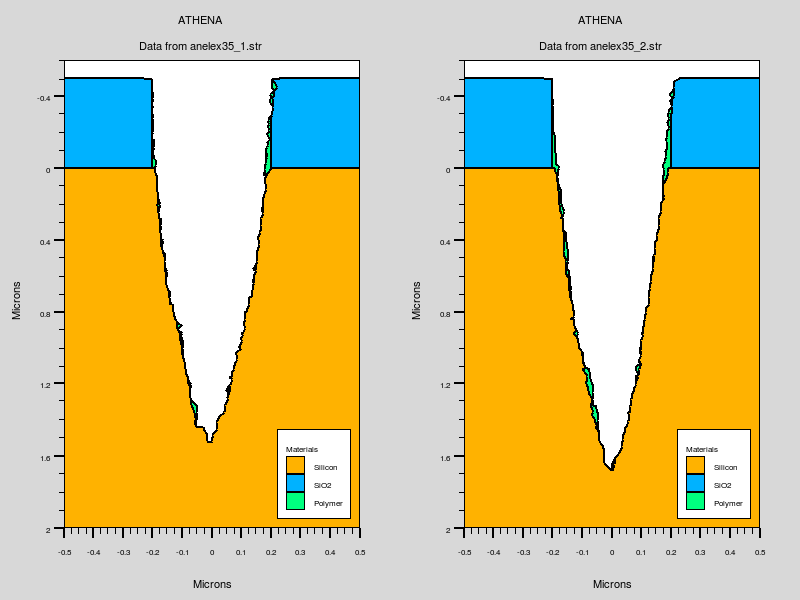 ATHENA
Data from anelex35_1.str
-0.4
0
0.4
0.8
1.2
1.6
2
Microns
-0.5 -0.4 -0.3 -0.2 -0.1 0 0.1 0.2 0.3 0.4 0.5
Microns
Materials
Silicon
SiO2
Polymer
ATHENA
Data from anelex35_2.str
-0.4
0
0.4
0.8
1.2
1.6
2
Microns
-0.5 -0.4 -0.3 -0.2 -0.1 0 0.1 0.2 0.3 0.4 0.5
Microns
Materials
Silicon
SiO2
Polymer